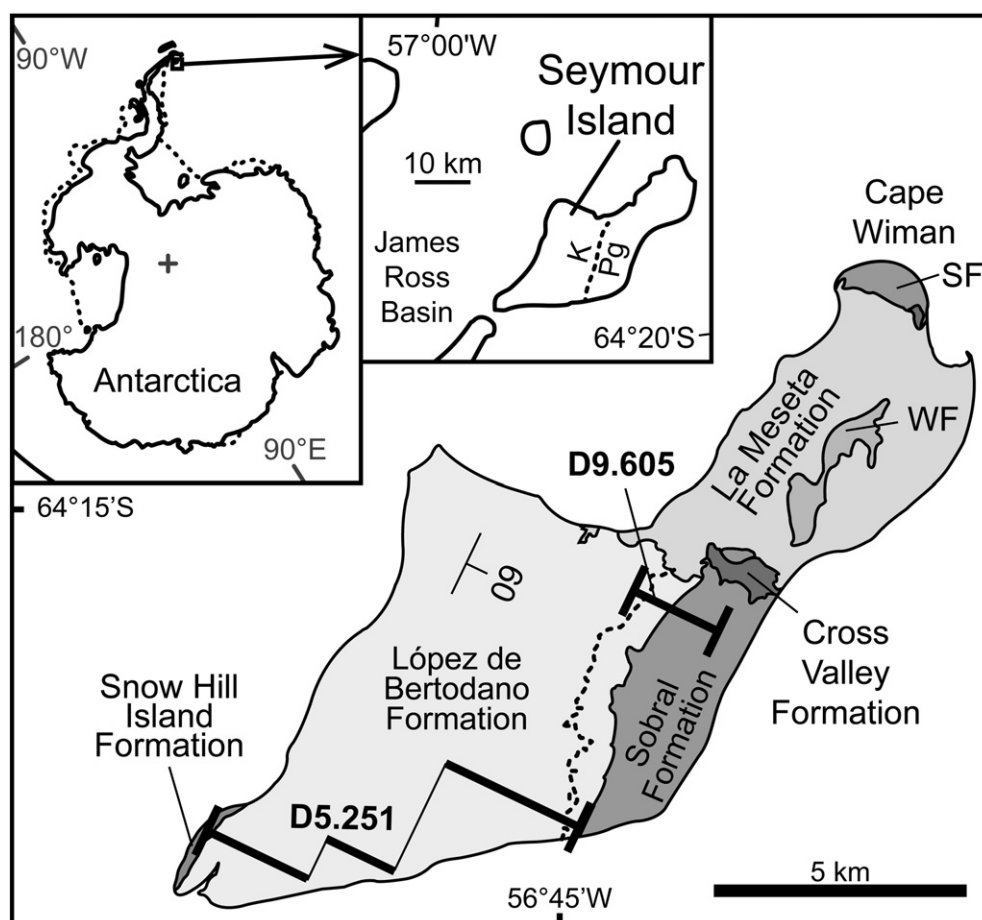 90°W
180°
Antarctica
90°E
57°00'W
Seymour
Island
10 km
James
Ross
Basin
K
Pg
64°20'S
Cape
Wiman
SF
WF
La Meseta
Formation
D9.605
64°15'S
09
López de
Bertodano
Formation
Cross
Valley
Formation
Sobral
Formation
Snow Hill
Island
Formation
D5.251
56°45'W
5 km